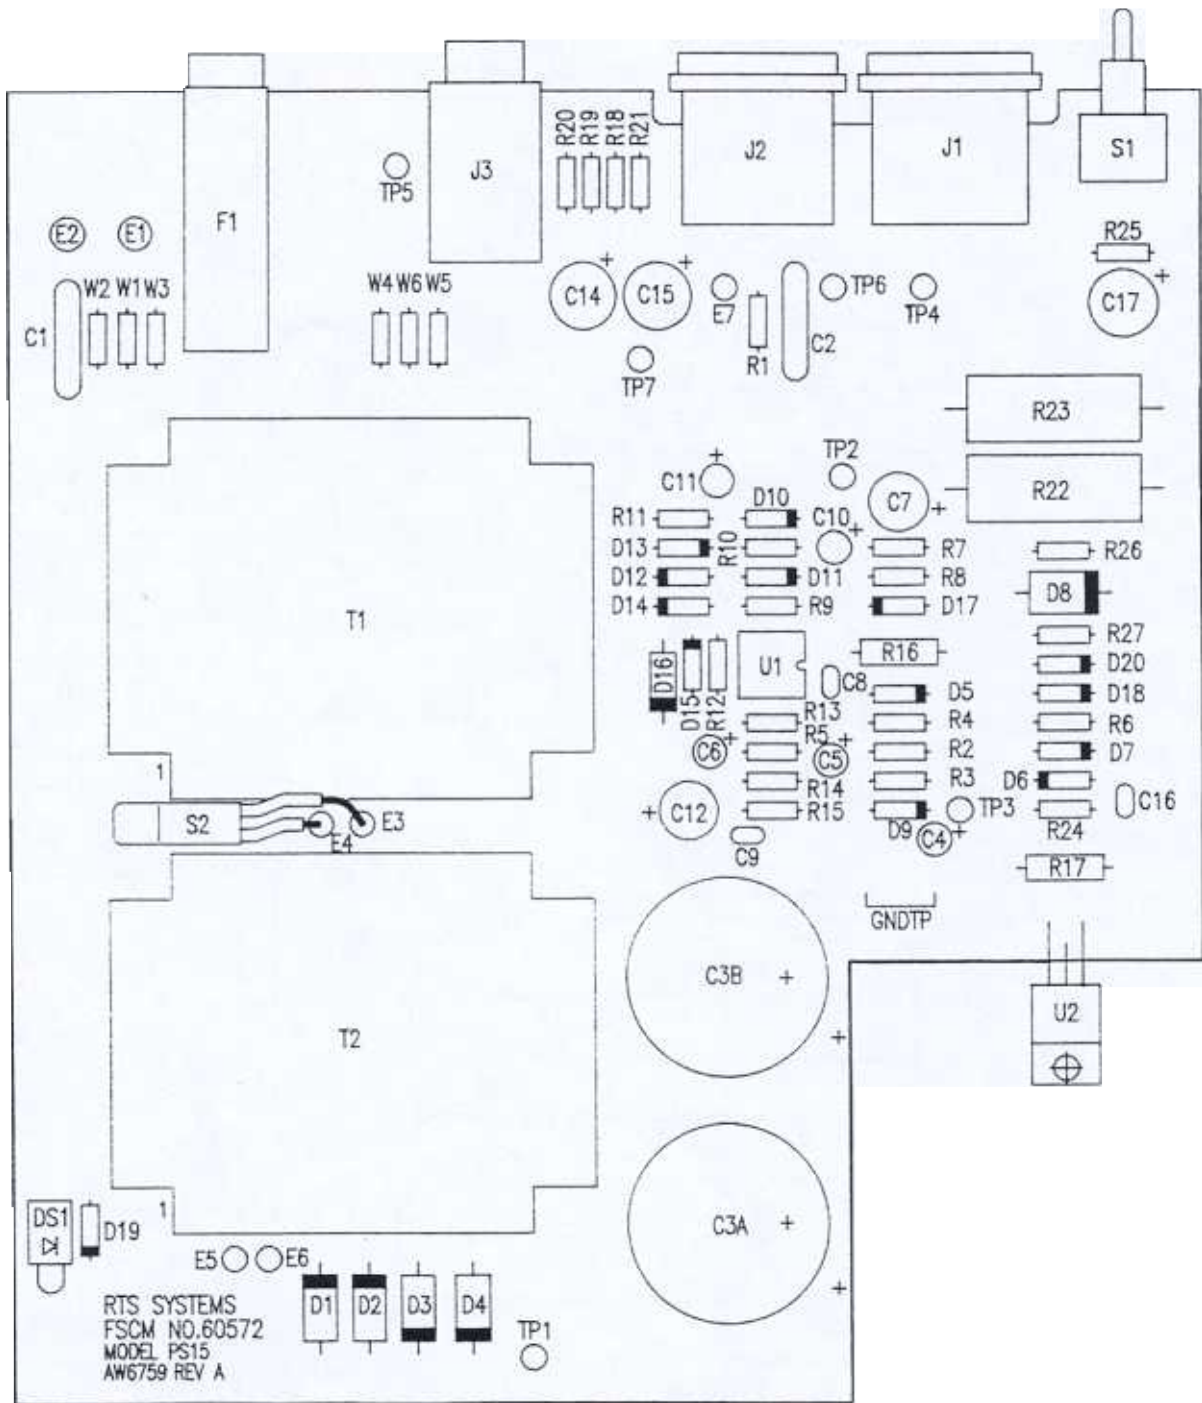 R20
R19
R18
R21
J2
J1
S1
J3
TP5
F1
E2
E1
R25
W2
W1
W3
W4
W6
W5
C1
C14
+
C15
+
E7
TP6
TP4
C17
+
R1
C2
TP7
R23
TP2
C11
+
R22
R11
D10
C10
+
C7
+
D13
R10
R7
R26
D12
D11
R8
D8
D14
R9
D17
T1
R27
U1
R16
D20
D16
D15
R12
C8
D5
D18
R13
R4
R6
R5
C6
+
C5
+
R2
D7
1
R14
R3
D6
R15
TP3
C16
S2
E4
E3
+
C12
D9
C4
+
R24
C9
R17
GNDTP
C3B
+
U2
T2
+
1
DS1
D19
C3A
+
E5
E6
+
RTS SYSTEMS
FSCM NO.60572
MODEL PS15
AW6759 REV A
D1
D2
D3
D4
TP1